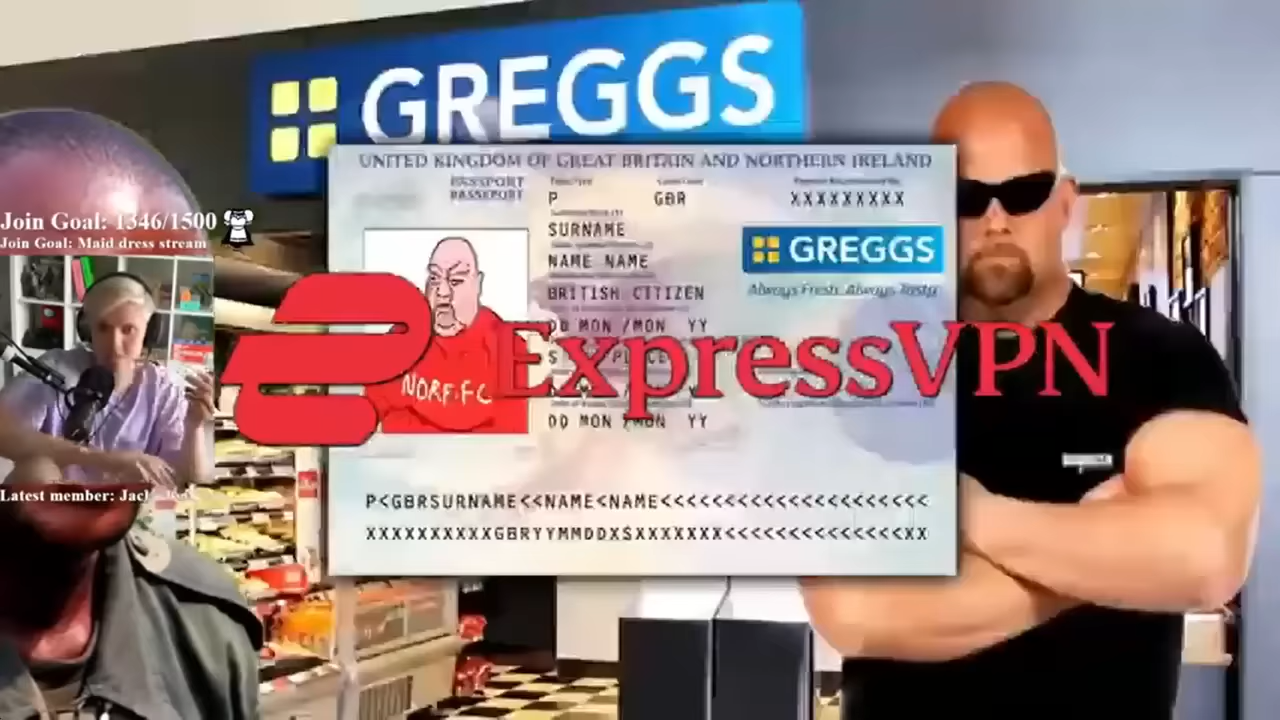 GREGGS
UNITED KINGDOM OF GREAT BRITAIN AND NORTHERN IRELAND
PASSPORT
PASSEPORT
P
GBR
XXXXXXXXX
SURNAME
NAME NAME
BRITISH CITIZEN
DD MON /MON YY
GREGGS
Always Fresh. Always Tasty
Join Goal: 1346/1500
Join Goal: Maid dress stream
ExpressVPN
NORF.FC
DD MON /MON YY
Latest member:
P<GBRSURNAME<<NAME<NAME<<<<<<<<<<<<<<<<<<<<<
XXXXXXXXXXGBRYYMMDDXSXXXXXXX<<<<<<<<<<<<<<XX